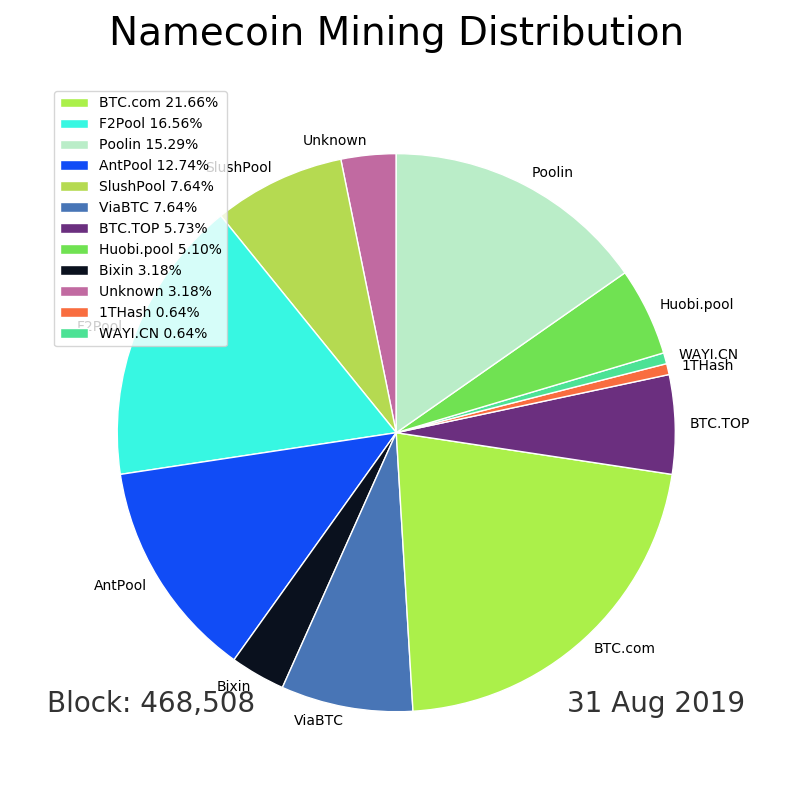 Namecoin Mining Distribution
BTC.com 21.66%
F2Pool 16.56%
Poolin 15.29%
AntPool 12.74%
SlushPool 7.64%
ViaBTC 7.64%
BTC.TOP 5.73%
Huobi.pool 5.10%
Bixin 3.18%
Unknown 3.18%
1THash 0.64%
WAYI.CN 0.64%
Unknown
SlushPool
Poolin
Huobi.pool
F2Pool
WAYI.CN
1THash
BTC.TOP
AntPool
BTC.com
Bixin
ViaBTC
Block: 468,508
31 Aug 2019